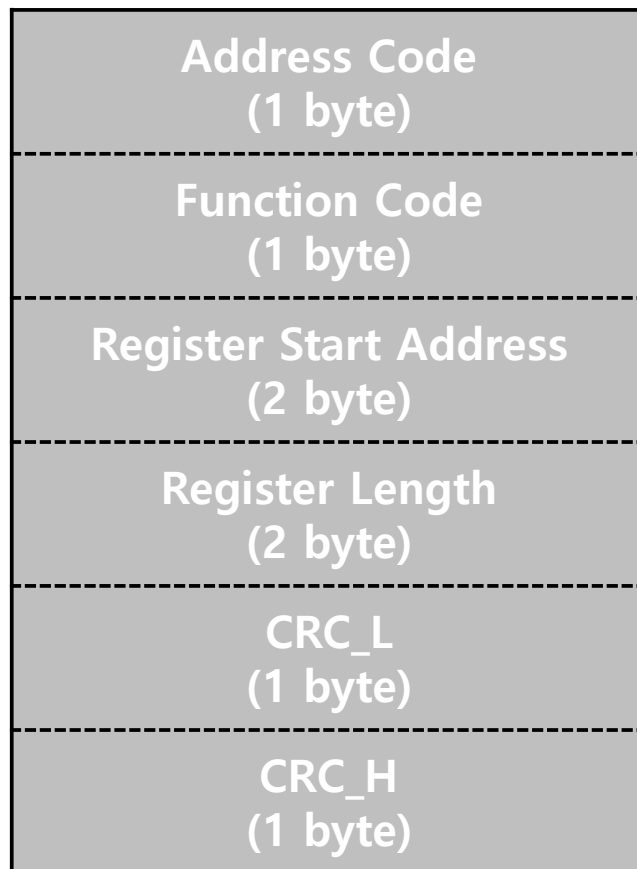 Address Code
(1 byte)
Function Code
(1 byte)
Register Start Address
(2 byte)
Register Length
(2 byte)
CRC_L
(1 byte)
CRC_H
(1 byte)